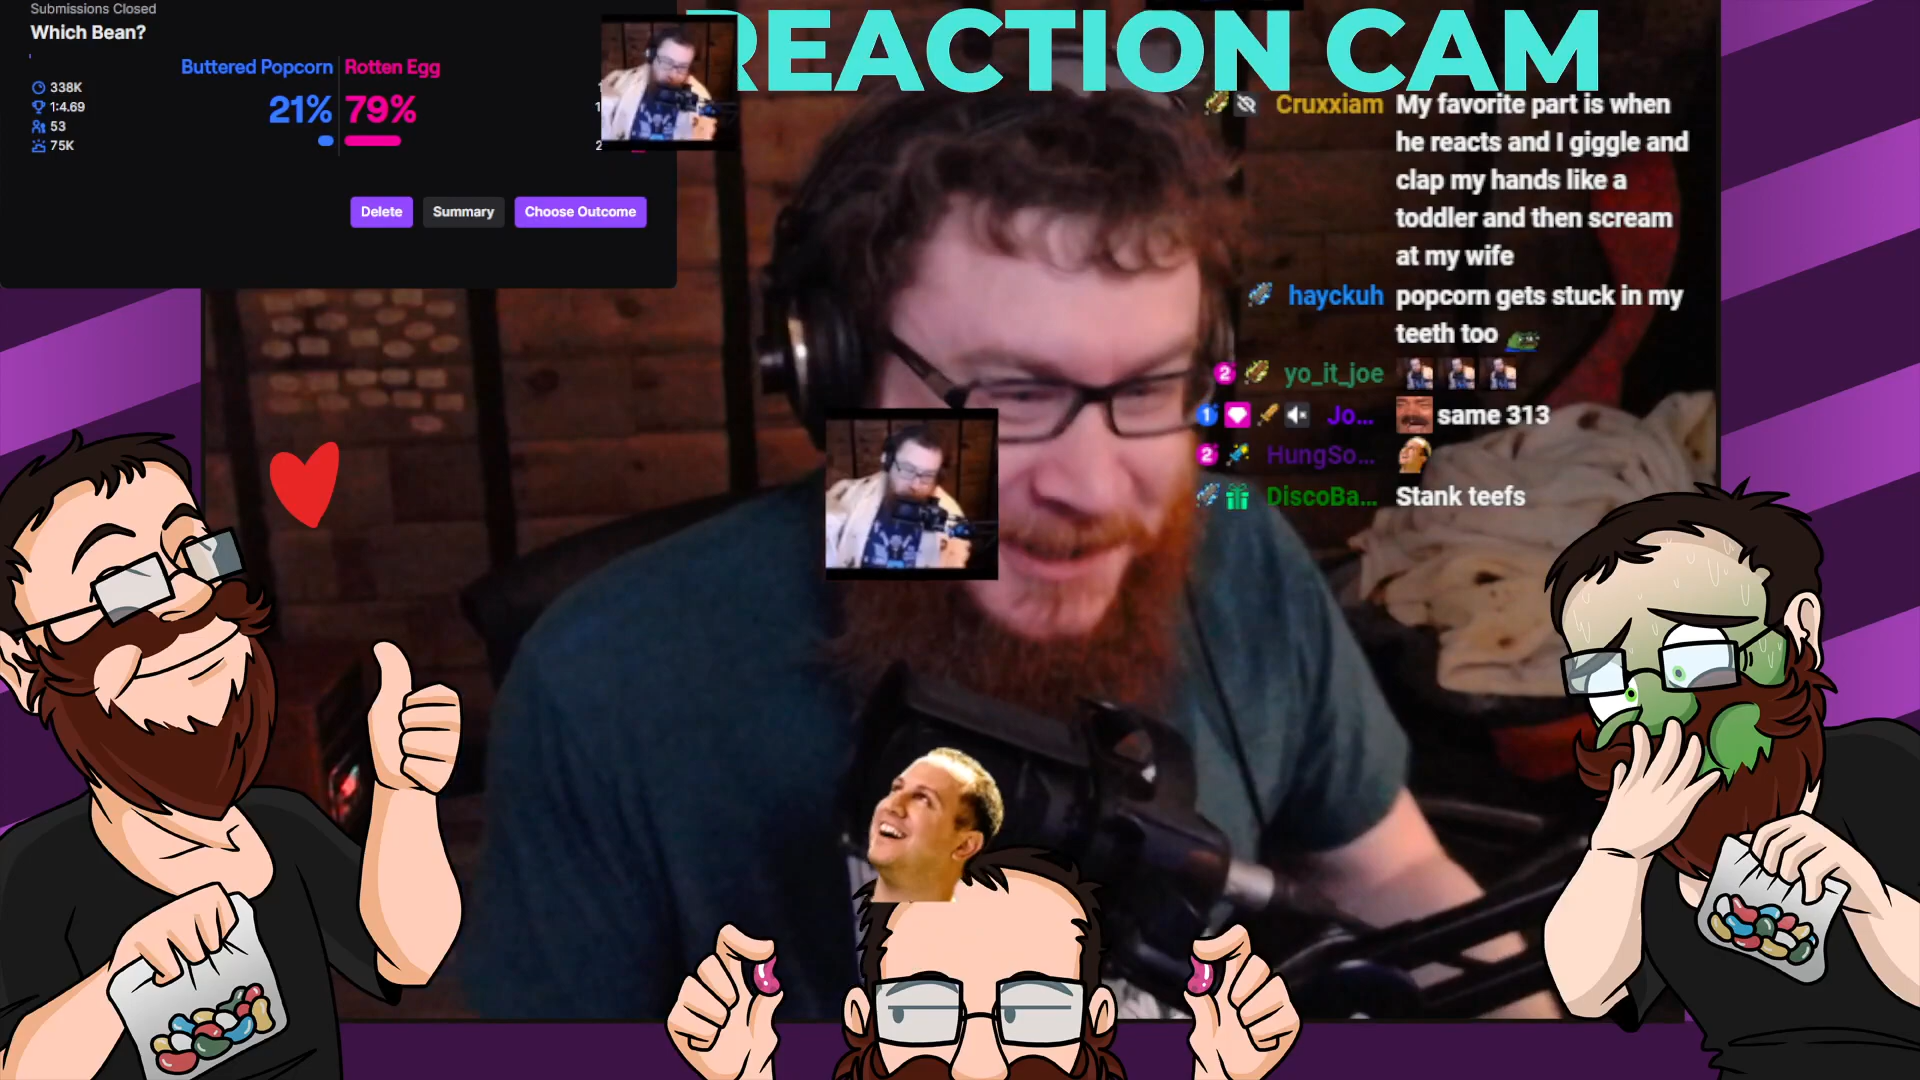 Submissions Closed
Which Bean?
Buttered Popcorn Rotten Egg
21% 79%
338K
1:4.69
53
75K
Delete Summary Choose Outcome
REACTION CAM
Cruxxiam My favorite part is when
he reacts and I giggle and
clap my hands like a
toddler and then scream
at my wife
hayckuh popcorn gets stuck in my
teeth too
2 yo_it_joe
1 Jo... same 313
2 HungSo...
DiscoBa... Stank teefs